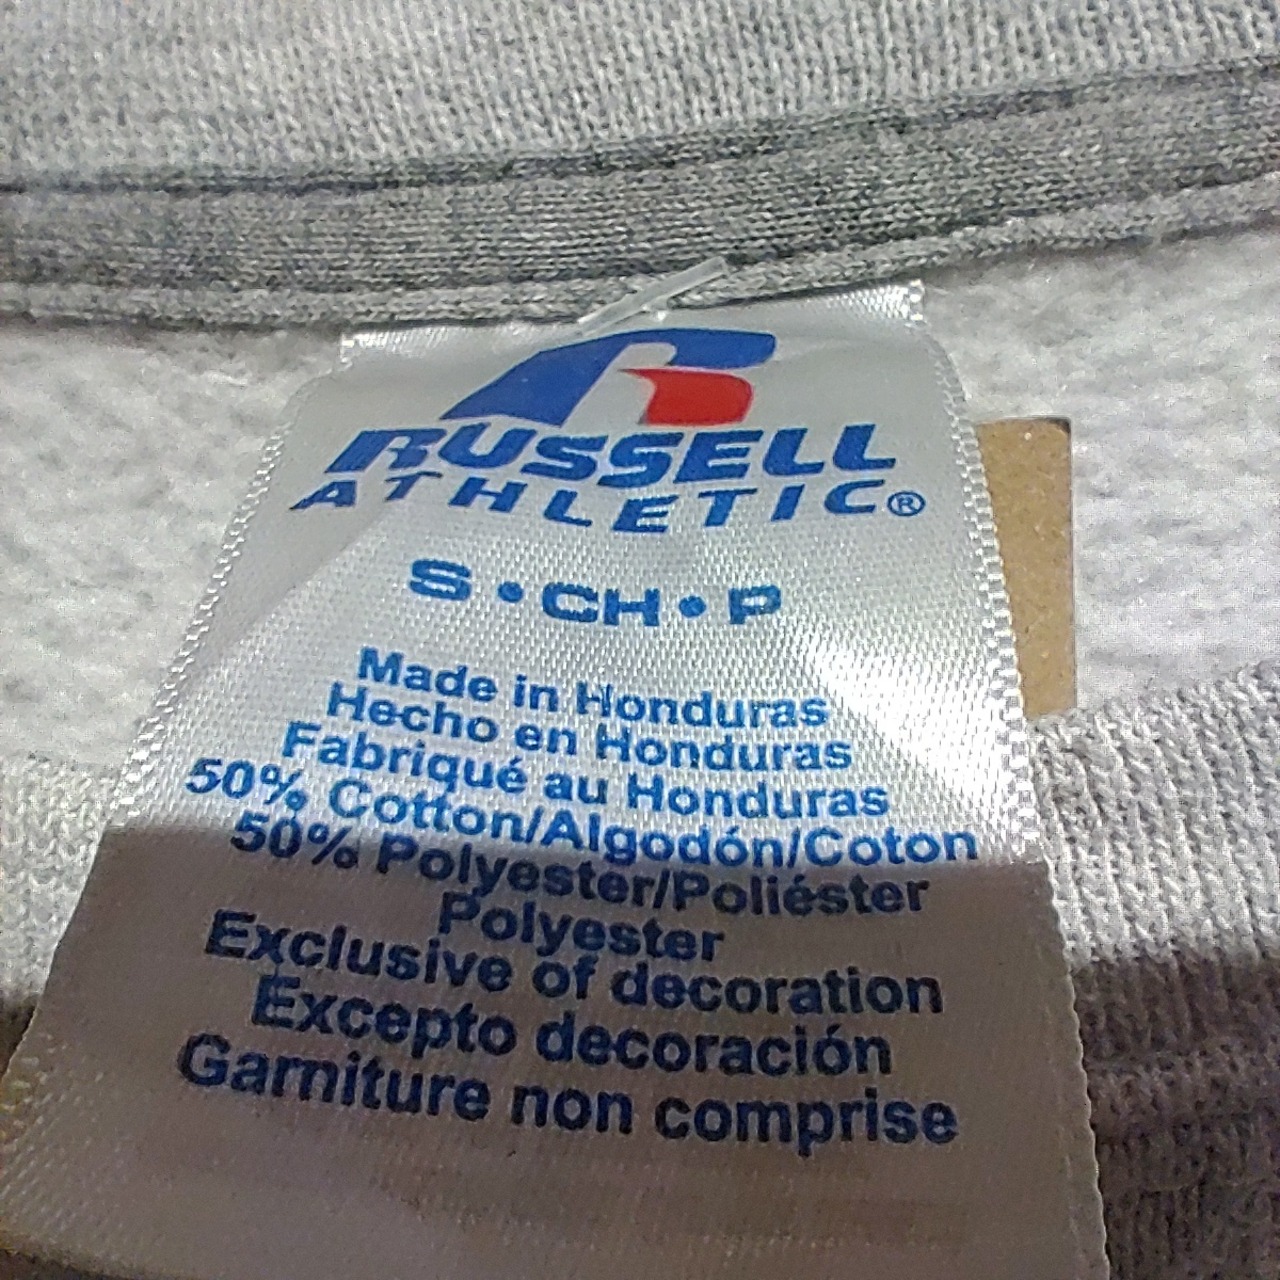 RUSSELL
ATHLETIC®
S • CH • P
Made in Honduras
Hecho en Honduras
Fabriqué au Honduras
50% Cotton/Algodón/Coton
50% Polyester/Poliéster
Polyester
Exclusive of decoration
Excepto decoración
Garniture non comprise